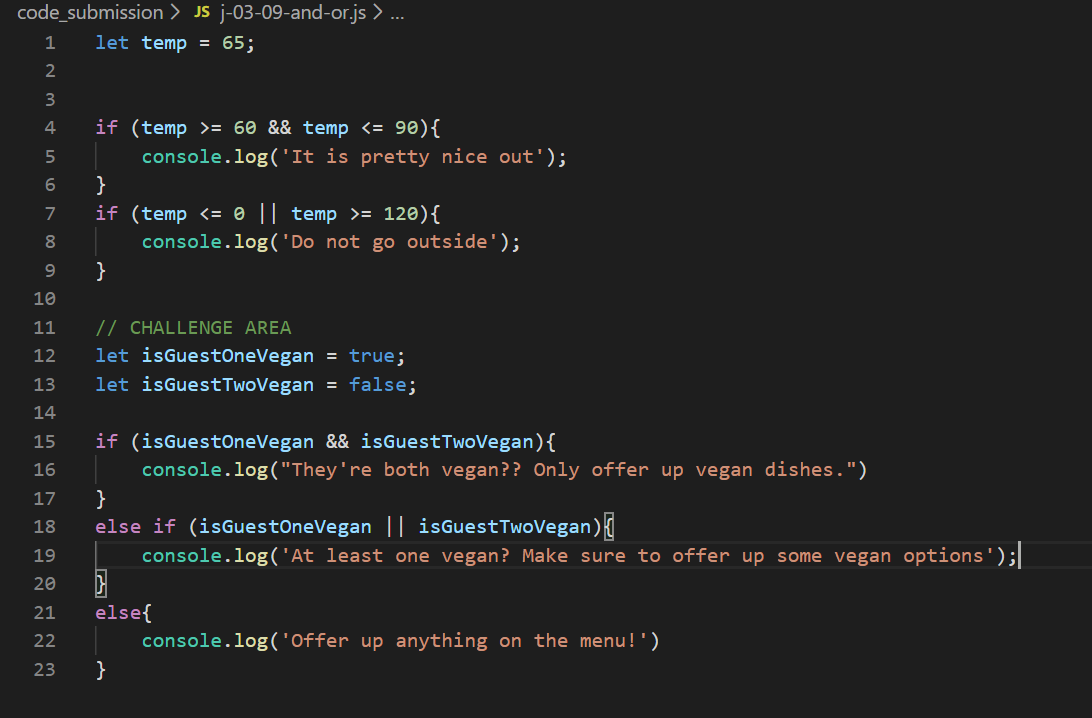 code_submission > JS j-03-09-and-or.js > ...
1 let temp = 65;
2
3
4 if (temp >= 60 && temp <= 90){
5     console.log('It is pretty nice out');
6 }
7 if (temp <= 0 || temp >= 120){
8     console.log('Do not go outside');
9 }
10
11 // CHALLENGE AREA
12 let isGuestOneVegan = true;
13 let isGuestTwoVegan = false;
14
15 if (isGuestOneVegan && isGuestTwoVegan){
16     console.log("They're both vegan?? Only offer up vegan dishes.")
17 }
18 else if (isGuestOneVegan || isGuestTwoVegan){
19     console.log('At least one vegan? Make sure to offer up some vegan options');
20 }
21 else{
22     console.log('Offer up anything on the menu!')
23 }